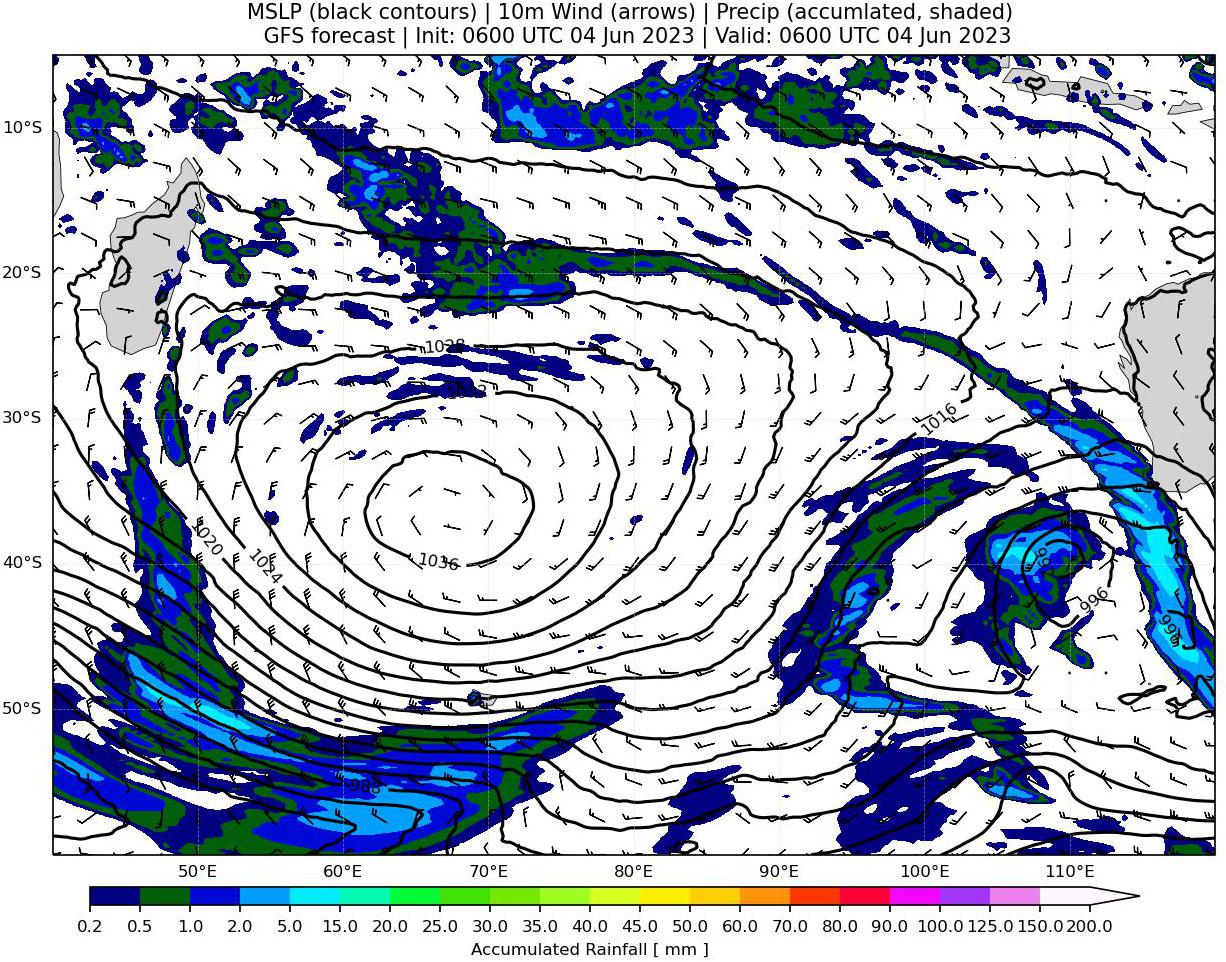 MSLP (black contours) | 10m Wind (arrows) | Precip (accumlated, shaded)
GFS forecast | Init: 0600 UTC 04 Jun 2023 | Valid: 0600 UTC 04 Jun 2023
10°S
20°S
1028
1016
30°S
1036
1020
1024
40°S
996
50°S
988
50°E 60°E 70°E 80°E 90°E 100°E 110°E
0.2 0.5 1.0 2.0 5.0 10.0 15.0 20.0 25.0 30.0 35.0 40.0 45.0 50.0 60.0 70.0 80.0 90.0 100.0 125.0 150.0 200.0
Accumulated Rainfall [ mm ]